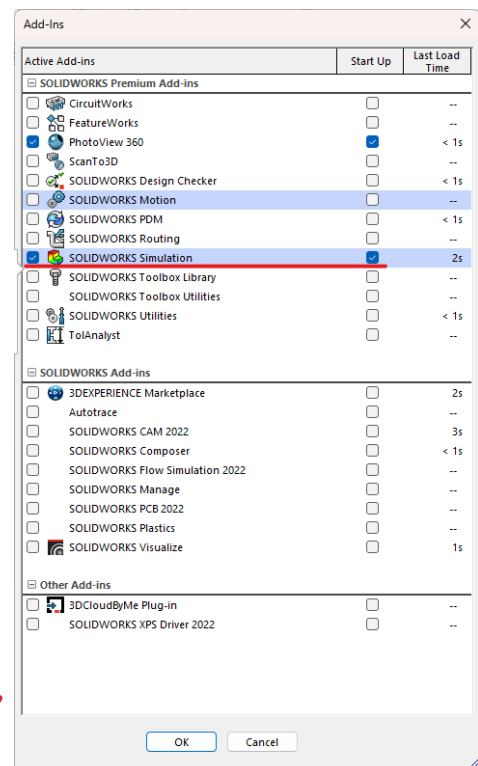 Add-Ins
Active Add-ins Start Up Last Load Time
SOLIDWORKS Premium Add-ins
CircuitWorks --
FeatureWorks --
PhotoView 360 < 1s
ScanTo3D --
SOLIDWORKS Design Checker < 1s
SOLIDWORKS Motion --
SOLIDWORKS PDM < 1s
SOLIDWORKS Routing --
SOLIDWORKS Simulation 2s
SOLIDWORKS Toolbox Library --
SOLIDWORKS Toolbox Utilities --
SOLIDWORKS Utilities < 1s
TolAnalyst --
SOLIDWORKS Add-ins
3DEXPERIENCE Marketplace 2s
Autotrace --
SOLIDWORKS CAM 2022 3s
SOLIDWORKS Composer < 1s
SOLIDWORKS Flow Simulation 2022 --
SOLIDWORKS Manage --
SOLIDWORKS PCB 2022 --
SOLIDWORKS Plastics --
SOLIDWORKS Visualize 1s
Other Add-ins
3DCloudByMe Plug-in --
SOLIDWORKS XPS Driver 2022 --
OK Cancel